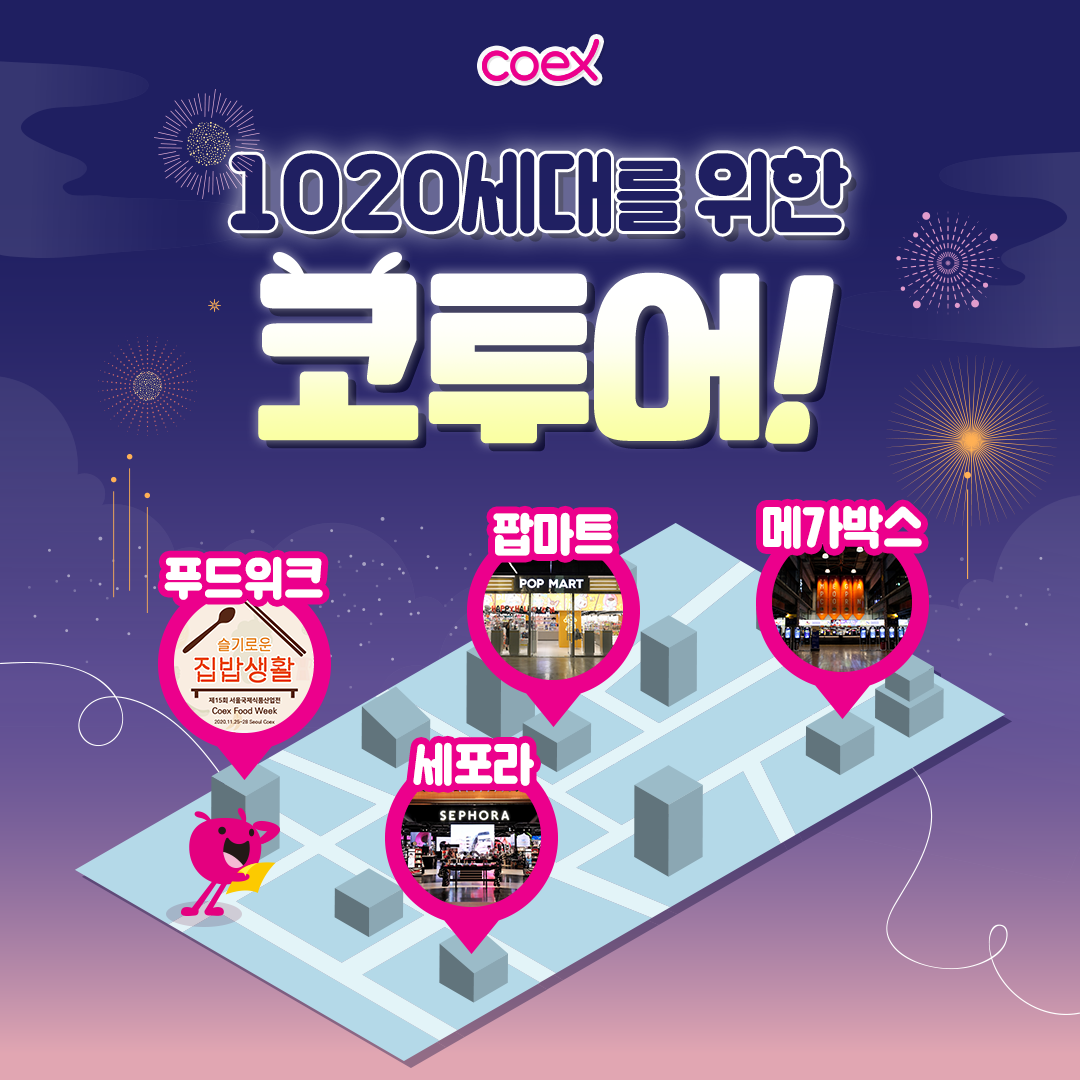 coex
1020세대를 위한
코투어!
푸드위크
슬기로운
집밥생활
제15회 서울국제식품산업전
Coex Food Week
2020.11.25-28 Seoul Coex
팝마트
POP MART
HAPPY HALLOWEEN
메가박스
세포라
SEPHORA